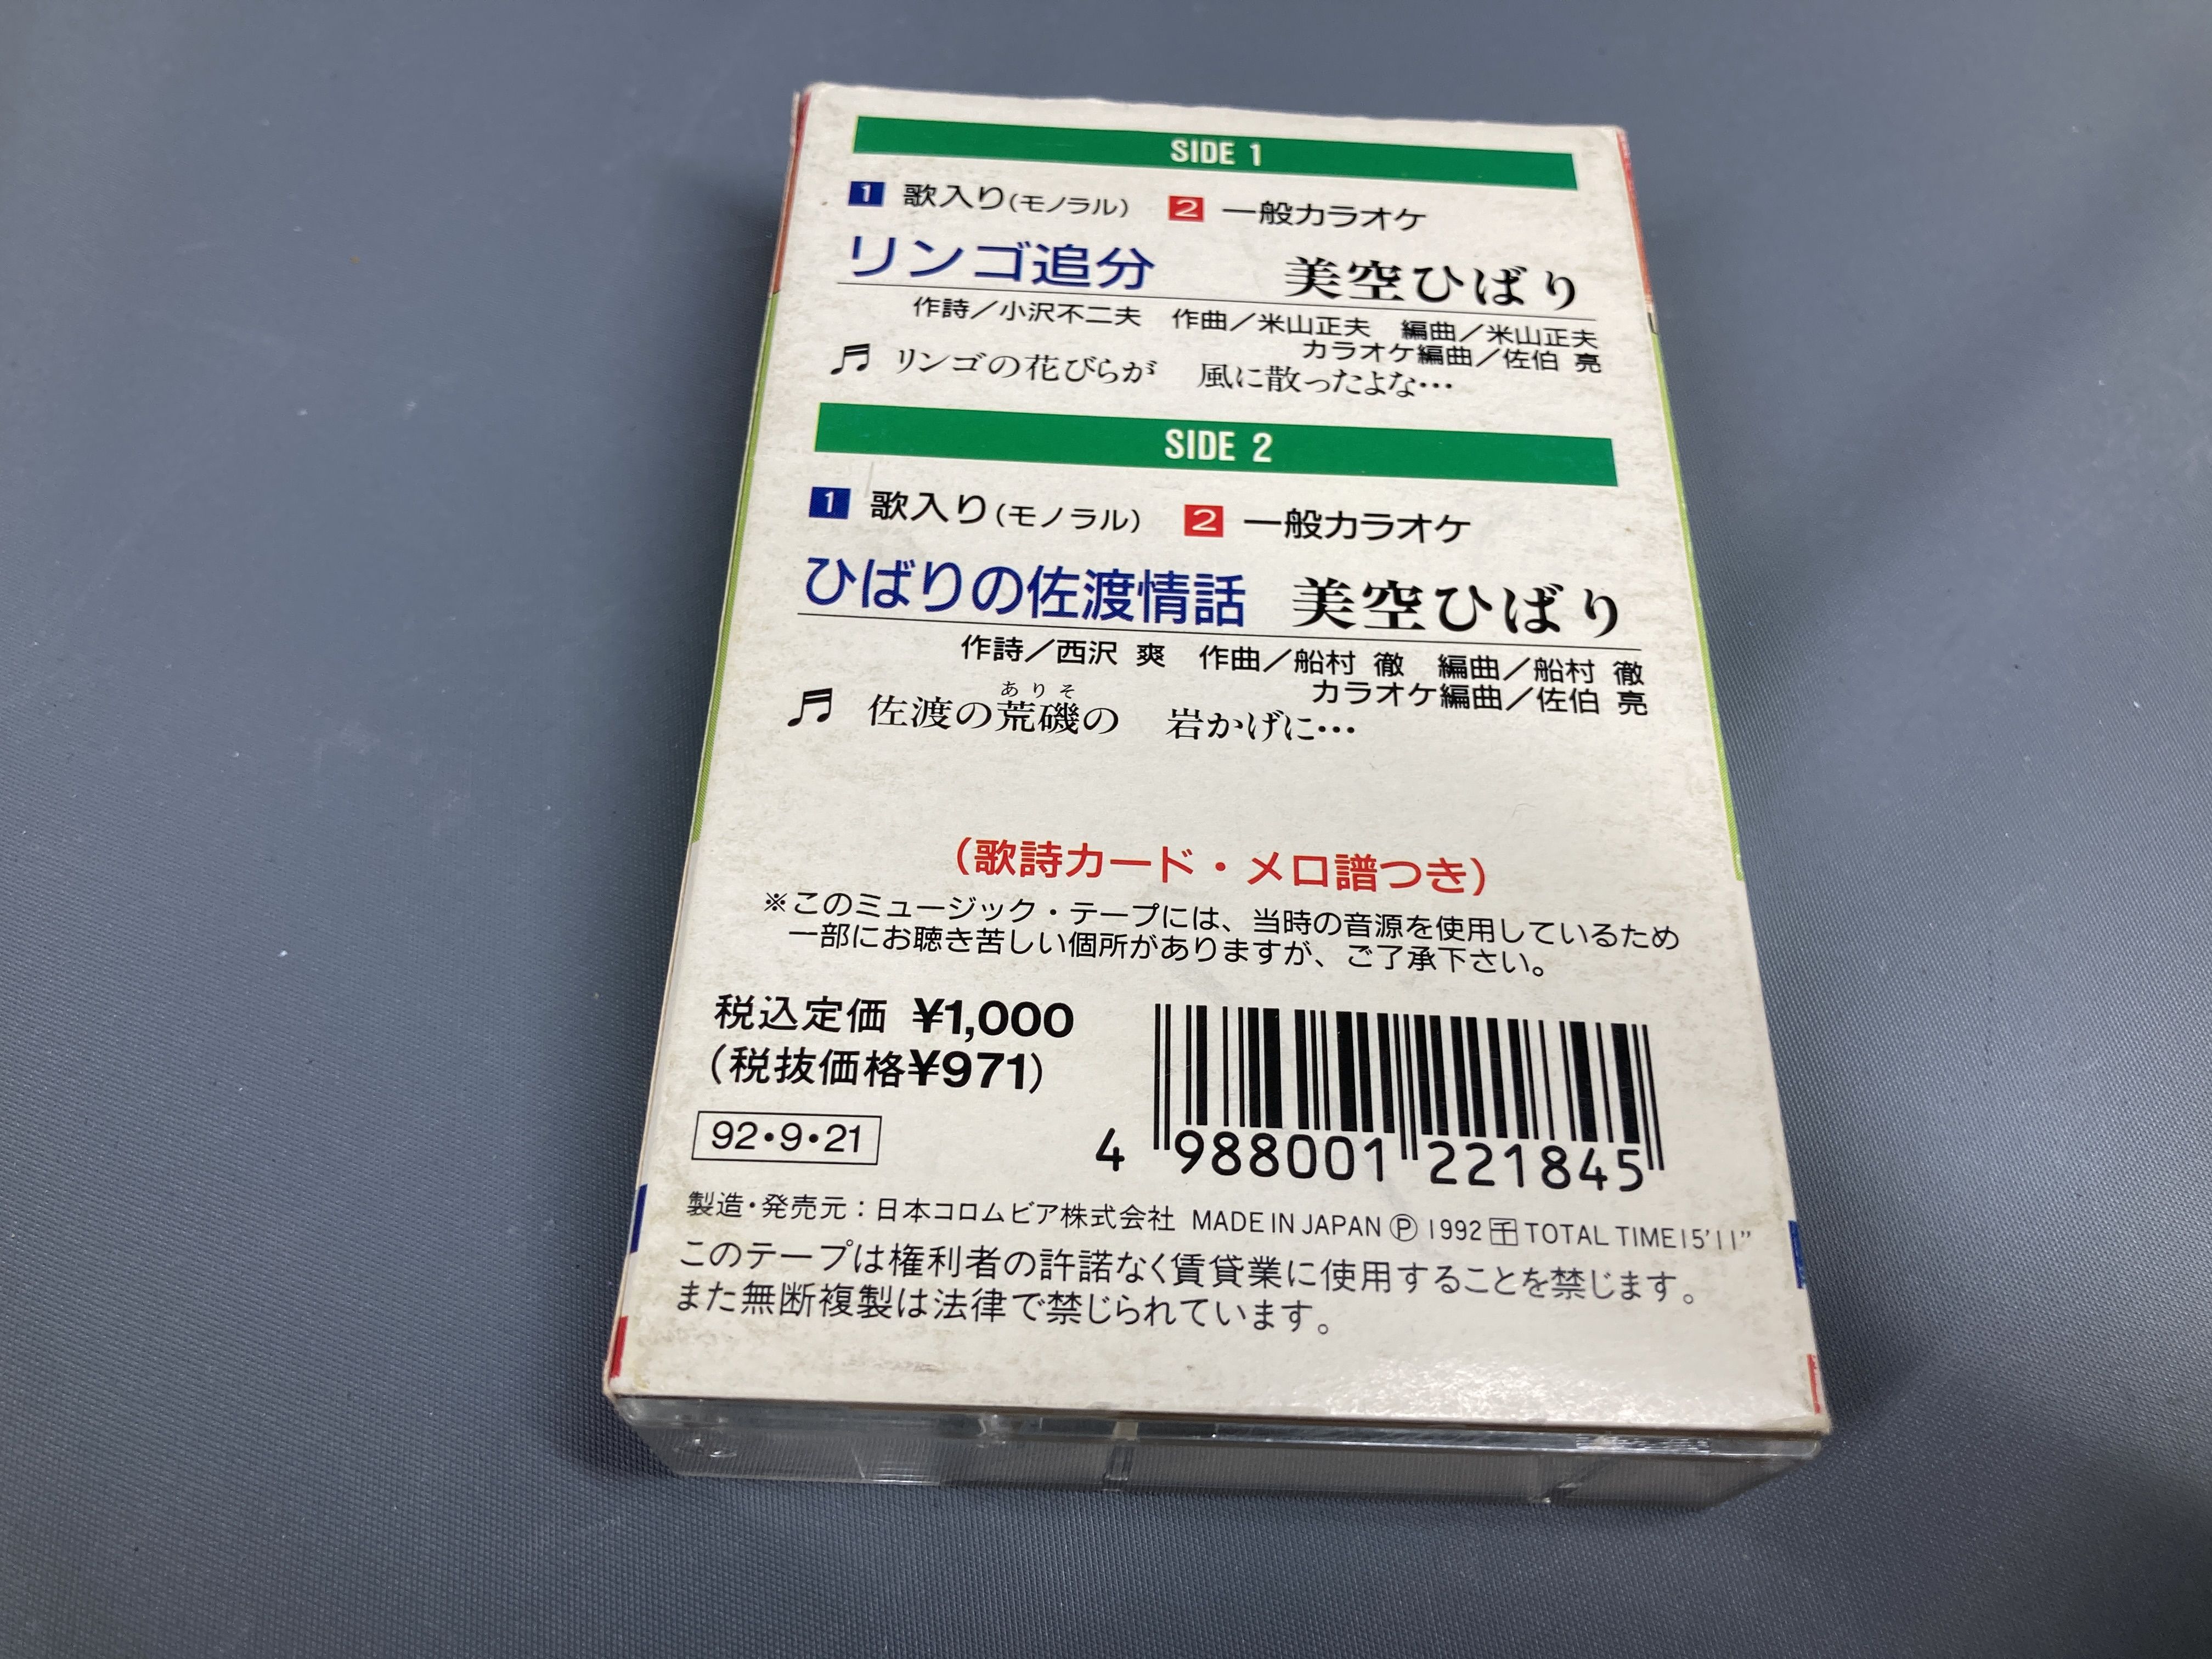 SIDE 1
1 歌入り(モノラル) 2 一般カラオケ
リンゴ追分 美空ひばり
作詩/小沢不二夫 作曲/米山正夫 編曲/米山正夫
カラオケ編曲/佐伯 亮
♬ リンゴの花びらが 風に散ったよな…
SIDE 2
1 歌入り(モノラル) 2 一般カラオケ
ひばりの佐渡情話 美空ひばり
作詩/西沢 爽 作曲/船村 徹 編曲/船村 徹
カラオケ編曲/佐伯 亮
ありそ
♬ 佐渡の荒磯の 岩かげに…
(歌詩カード・メロ譜つき)
※このミュージック・テープには、当時の音源を使用しているため
一部にお聴き苦しい個所がありますが、ご了承下さい。
税込定価 ¥1,000
(税抜価格¥971)
92・9・21
4 988001 221845
製造・発売元:日本コロムビア株式会社 MADE IN JAPAN Ⓟ 1992 干 TOTAL TIME15'11”
このテープは権利者の許諾なく賃貸業に使用することを禁じます。
また無断複製は法律で禁じられています。